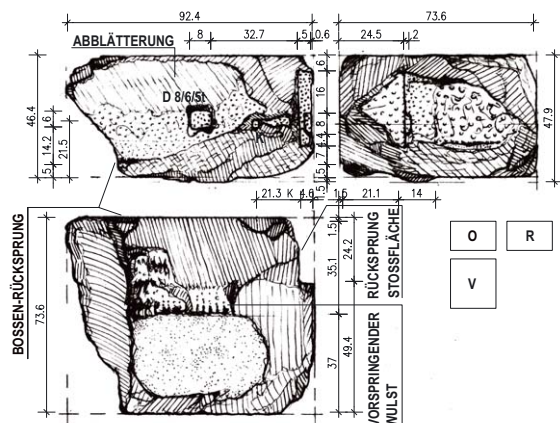 92.4
73.6
ABBLÄTTERUNG
8
32.7
5
0.6
24.5
2
46.4
6
14.2
5
21.5
D 8/6/5t
6
16
8
4.4
7
5
1.5
47.9
21.3 K
4.6
1.5
21.1
14
BOSSEN-RÜCKSPRUNG
73.6
1.5
35.1
37
24.2
49.4
RÜCKSPRUNG
STOSSFLÄCHE
VORSPRINGENDER
WULST
O
R
V